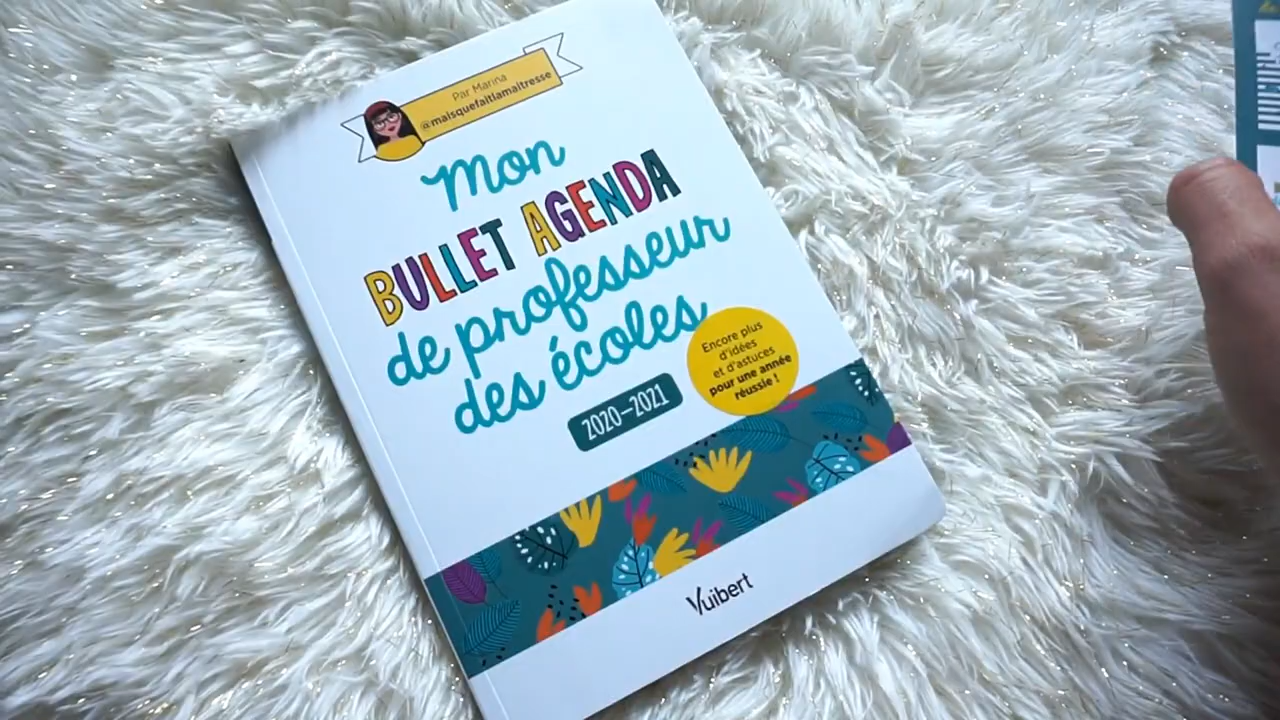 Par Marina
@maisquefaitlamaitresse
Mon
BULLET AGENDA
de professeur
des écoles
2020-2021
Encore plus
d'idées
et d'astuces
pour une année
réussie !
Vuibert